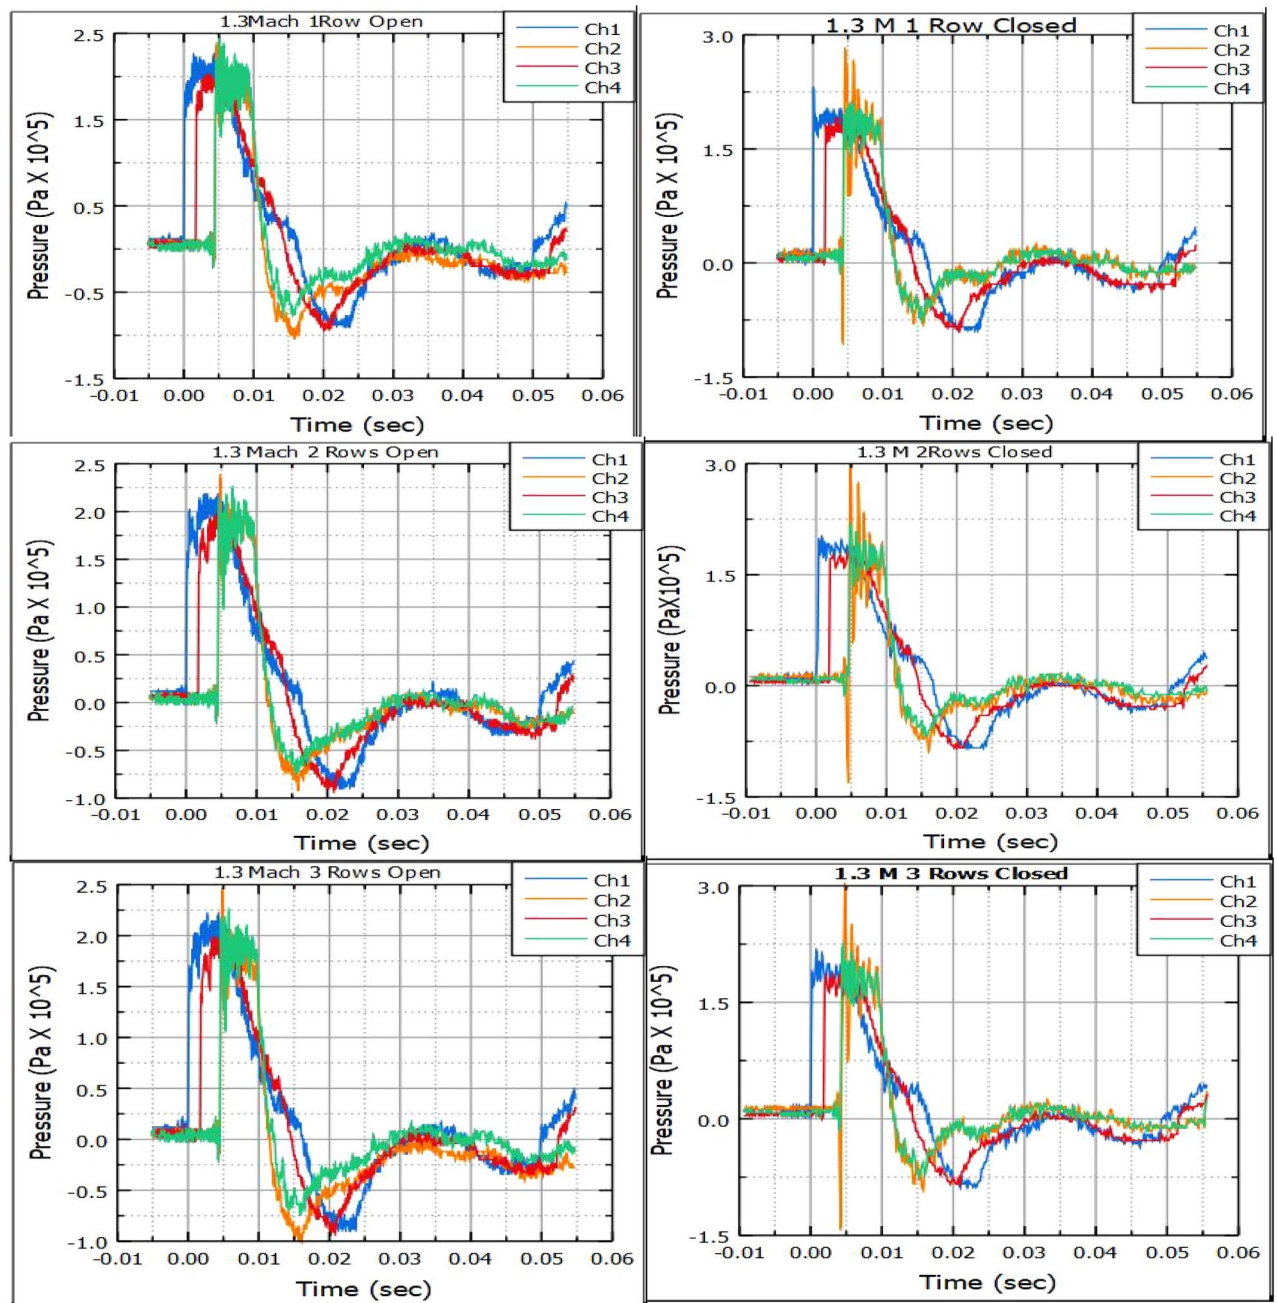 1.3Mach 1Row Open
Ch1
Ch2
Ch3
Ch4
2.5
1.5
0.5
-0.5
-1.5
Pressure (Pa X 10^5)
-0.01 0.00 0.01 0.02 0.03 0.04 0.05 0.06
Time (sec)
1.3 M 1 Row Closed
Ch1
Ch2
Ch3
Ch4
3.0
1.5
0.0
-1.5
Pressure (Pa X 10^5)
-0.01 0.00 0.01 0.02 0.03 0.04 0.05 0.06
Time (sec)
1.3 Mach 2 Rows Open
Ch1
Ch2
Ch3
Ch4
2.5
2.0
1.5
1.0
0.5
0.0
-0.5
-1.0
Pressure (Pa X 10^5)
-0.01 0.00 0.01 0.02 0.03 0.04 0.05 0.06
Time (sec)
1.3 M 2Rows Closed
Ch1
Ch2
Ch3
Ch4
3.0
1.5
0.0
-1.5
Pressure (PaX10^5)
-0.01 0.00 0.01 0.02 0.03 0.04 0.05 0.06
Time (sec)
1.3 Mach 3 Rows Open
Ch1
Ch2
Ch3
Ch4
2.5
2.0
1.5
1.0
0.5
0.0
-0.5
-1.0
Pressure (Pa X 10^5)
-0.01 0.00 0.01 0.02 0.03 0.04 0.05 0.06
Time (sec)
1.3 M 3 Rows Closed
Ch1
Ch2
Ch3
Ch4
3.0
1.5
0.0
-1.5
Pressure (Pa X 10^5)
-0.01 0.00 0.01 0.02 0.03 0.04 0.05 0.06
Time (sec)